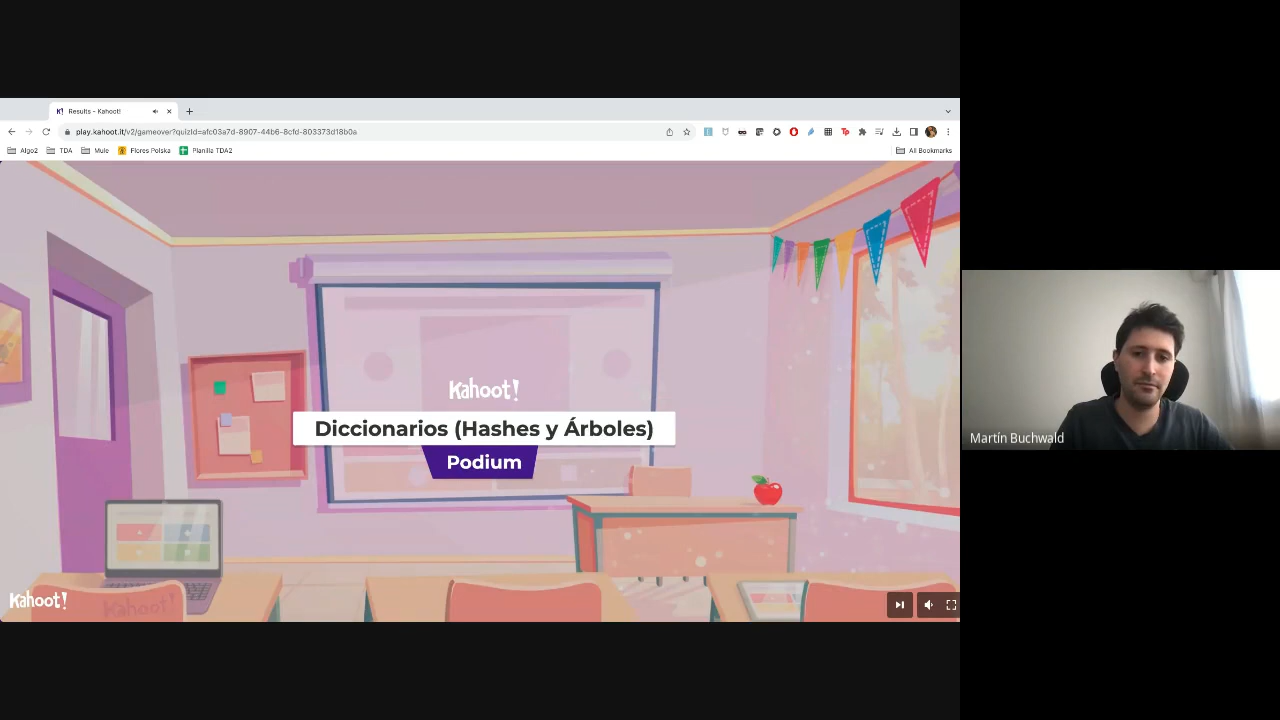 Results - Kahoot!
play.kahoot.it/v2/gameover?quizId=afc03a7d-8907-44b6-8cfd-803373d18b0a
Algo2
TDA
Mule
Flores Polska
Planilla TDA2
All Bookmarks
Kahoot!
Diccionarios (Hashes y Árboles)
Podium
Kahoot!
Kahoot!
Martín Buchwald